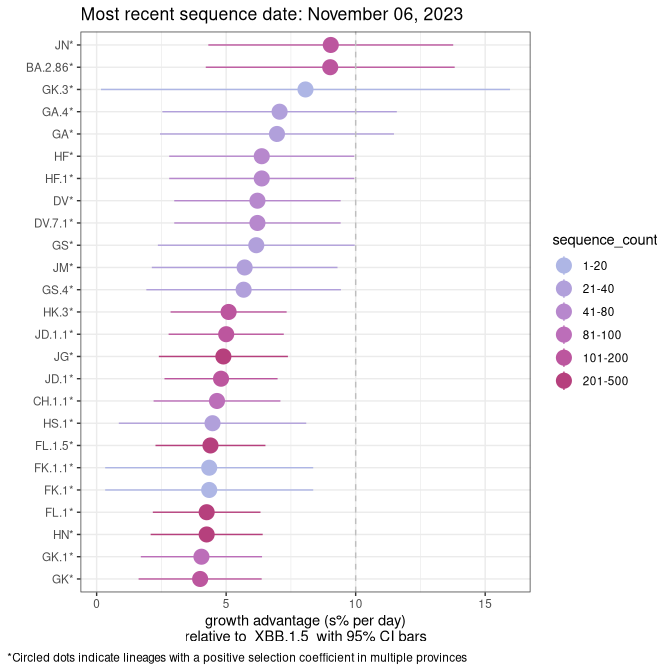 Most recent sequence date: November 06, 2023
JN*
BA.2.86*
GK.3*
GA.4*
GA*
HF*
HF.1*
DV*
DV.7.1*
GS*
JM*
GS.4*
HK.3*
JD.1.1*
JG*
JD.1*
CH.1.1*
HS.1*
FL.1.5*
FK.1.1*
FK.1*
FL.1*
HN*
GK.1*
GK*
0 5 10 15
growth advantage (s% per day)
relative to XBB.1.5 with 95% CI bars
sequence_count
1-20
21-40
41-80
81-100
101-200
201-500
*Circled dots indicate lineages with a positive selection coefficient in multiple provinces